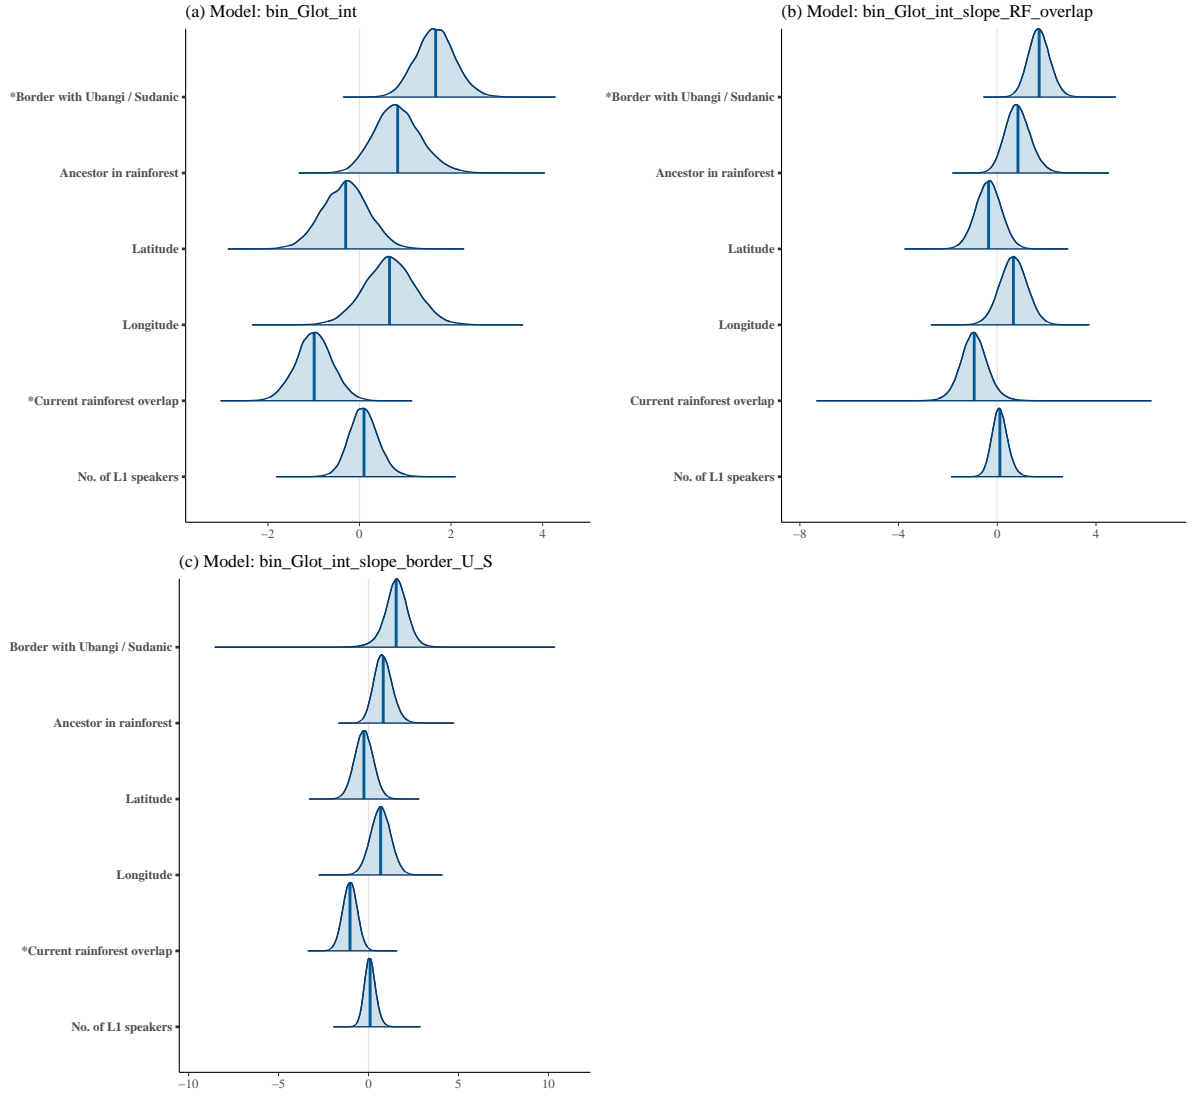 (a) Model: bin_Glot_int
*Border with Ubangi / Sudanic
Ancestor in rainforest
Latitude
Longitude
*Current rainforest overlap
No. of L1 speakers
−2 0 2 4
(b) Model: bin_Glot_int_slope_RF_overlap
*Border with Ubangi / Sudanic
Ancestor in rainforest
Latitude
Longitude
Current rainforest overlap
No. of L1 speakers
−8 −4 0 4
(c) Model: bin_Glot_int_slope_border_U_S
Border with Ubangi / Sudanic
Ancestor in rainforest
Latitude
Longitude
*Current rainforest overlap
No. of L1 speakers
−10 −5 0 5 10